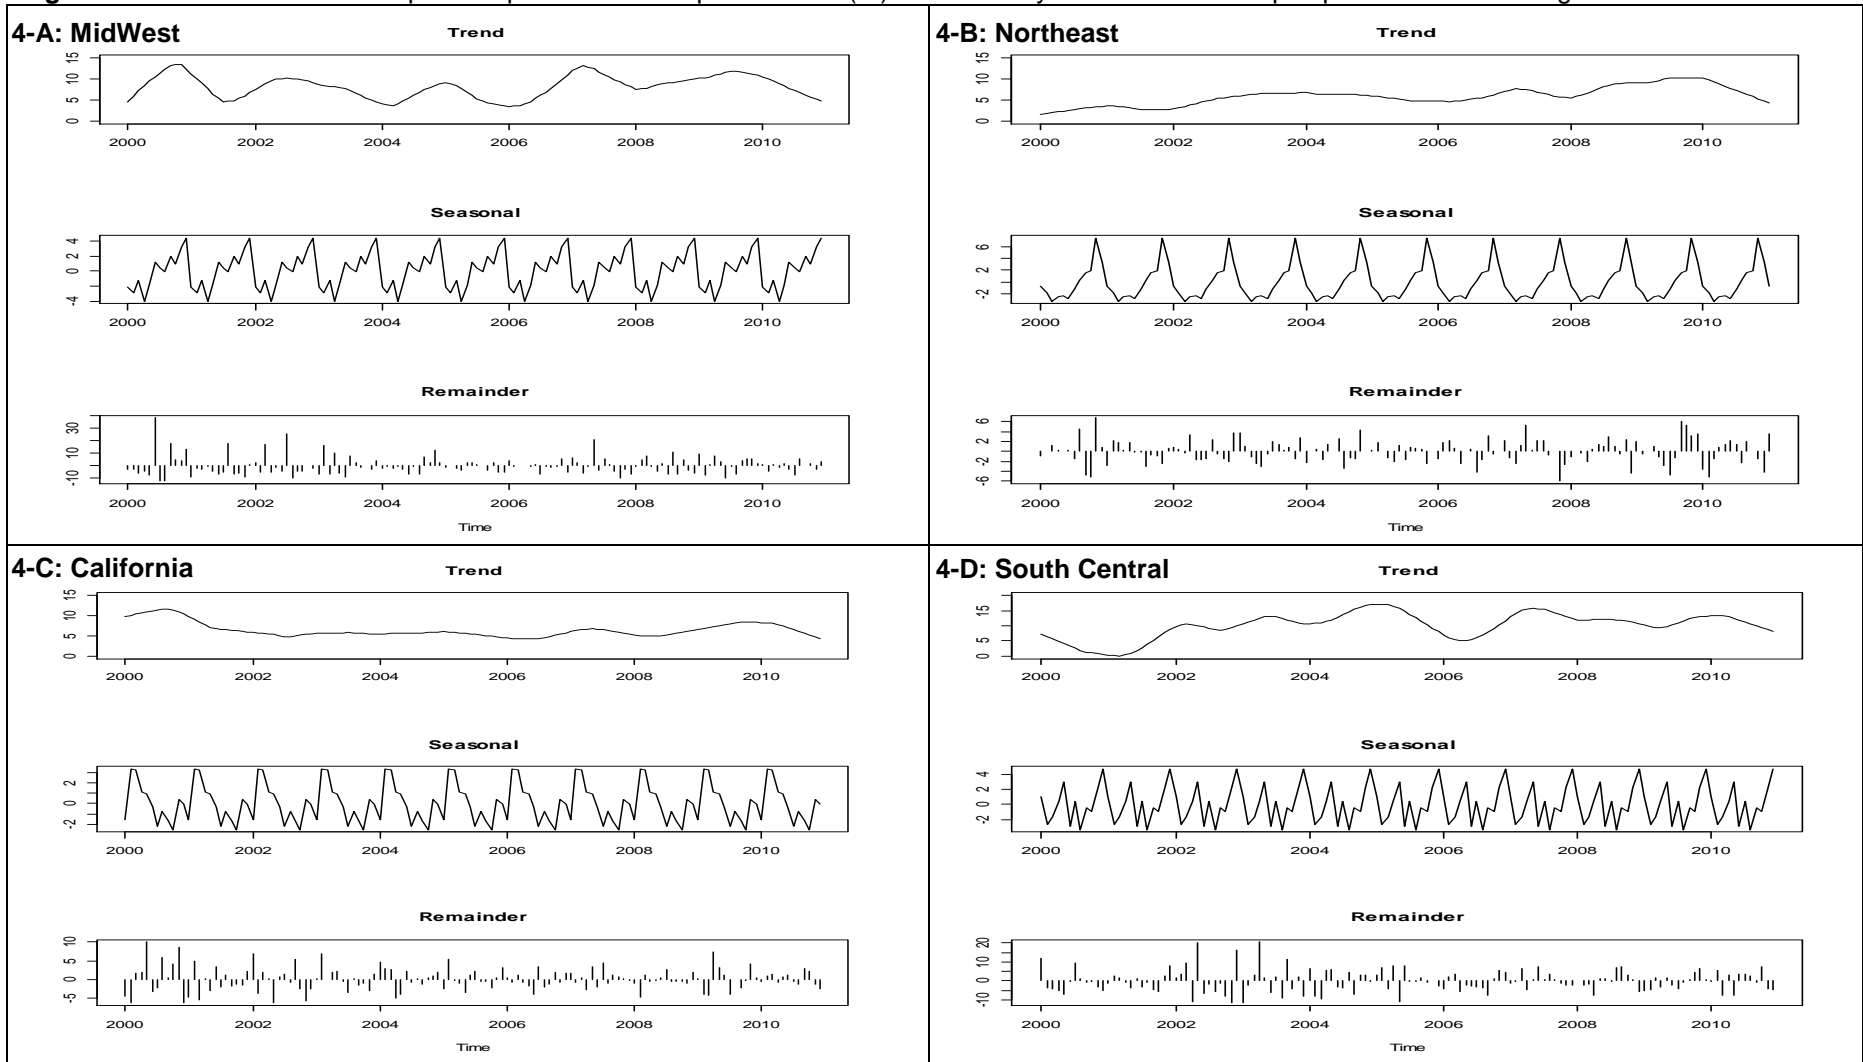 4-A: MidWest
Trend
0 5 10 15
2000 2002 2004 2006 2008 2010
Seasonal
-4 0 2 4
2000 2002 2004 2006 2008 2010
Remainder
-10 10 30
2000 2002 2004 2006 2008 2010
Time
4-B: Northeast
Trend
0 5 10 15
2000 2002 2004 2006 2008 2010
Seasonal
-2 2 6
2000 2002 2004 2006 2008 2010
Remainder
-6 -2 2 6
2000 2002 2004 2006 2008 2010
Time
4-C: California
Trend
0 5 10 15
2000 2002 2004 2006 2008 2010
Seasonal
-2 0 2
2000 2002 2004 2006 2008 2010
Remainder
-5 0 5 10
2000 2002 2004 2006 2008 2010
Time
4-D: South Central
Trend
0 5 15
2000 2002 2004 2006 2008 2010
Seasonal
-2 0 2 4
2000 2002 2004 2006 2008 2010
Remainder
-10 0 10 20
2000 2002 2004 2006 2008 2010
Time